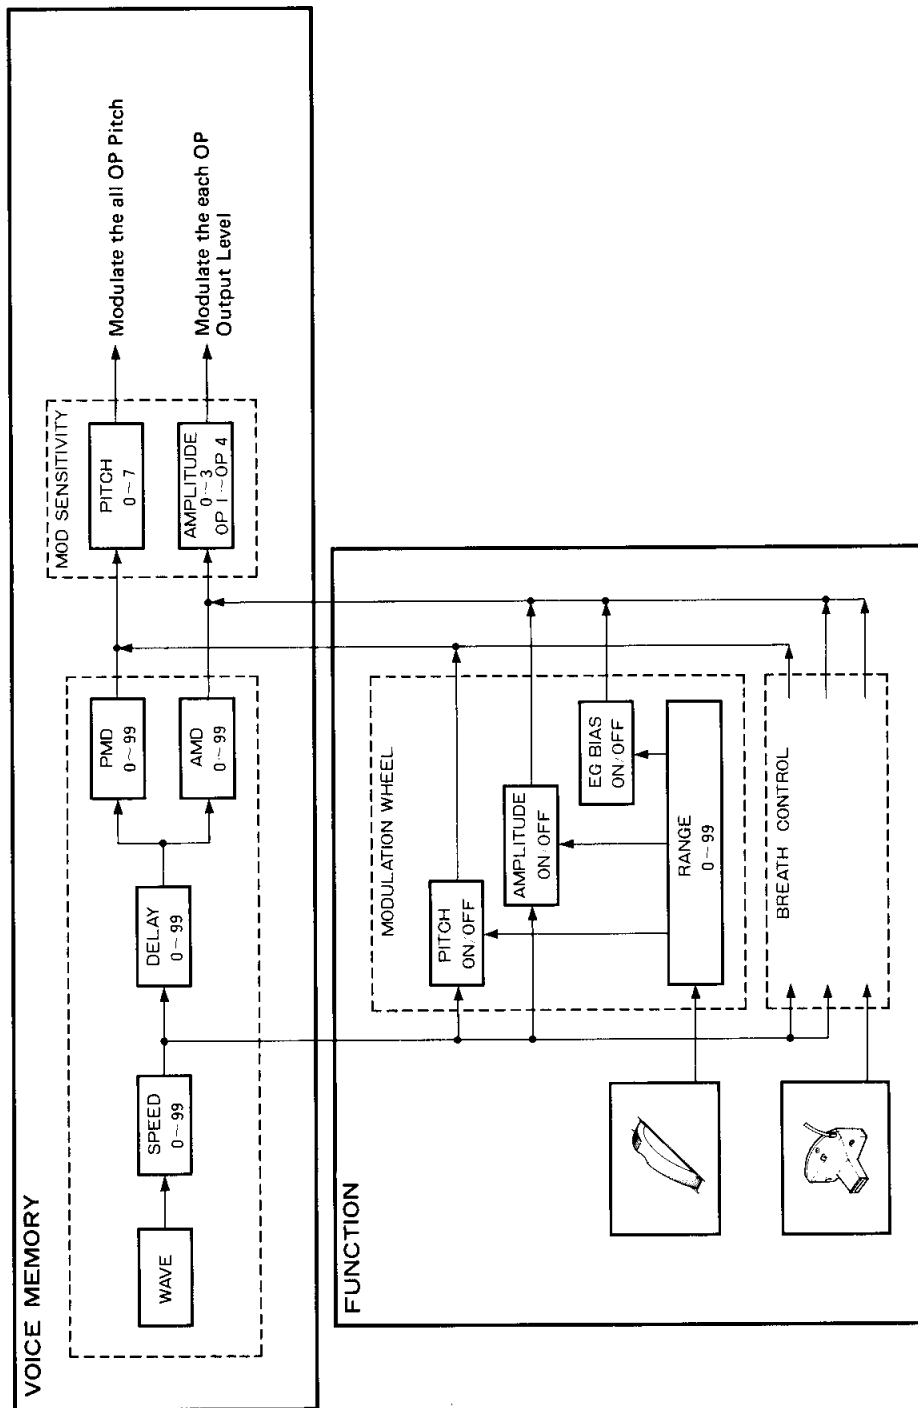 VOICE MEMORY
WAVE
SPEED
0~99
DELAY
0~99
PMD
0~99
AMD
0~99
MOD SENSITIVITY
PITCH
0~7
AMPLITUDE
0~3
OP 1~OP 4
Modulate the all OP Pitch
Modulate the each OP
Output Level
FUNCTION
MODULATION WHEEL
PITCH
ON/OFF
AMPLITUDE
ON/OFF
EG BIAS
ON/OFF
RANGE
0~99
BREATH CONTROL